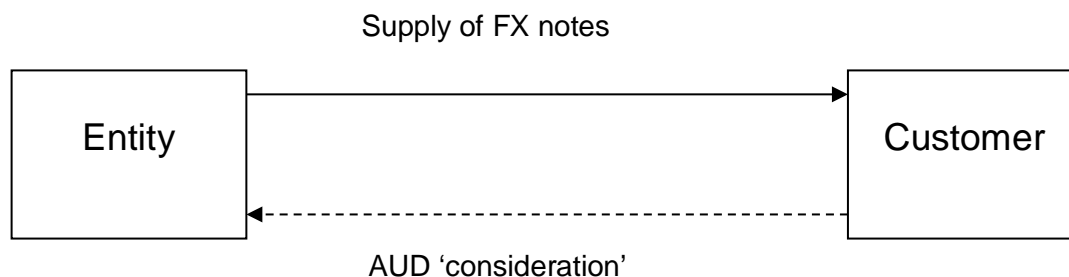 Supply of FX notes
Entity
Customer
AUD ‘consideration’